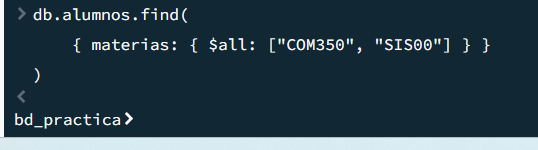 > db.alumnos.find(
{ materias: { $all: ["COM350", "SIS00"] } }
)
<
bd_practica>